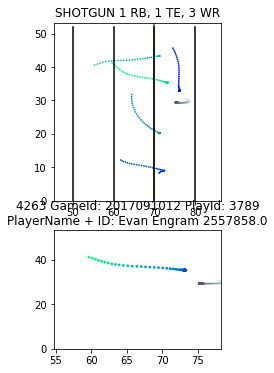 SHOTGUN 1 RB, 1 TE, 3 WR
50
40
30
20
10
0
50 60 70 80
4263 GameId: 2017091012 PlayId: 3789
PlayerName + ID: Evan Engram 2557858.0
40
20
0
55 60 65 70 75